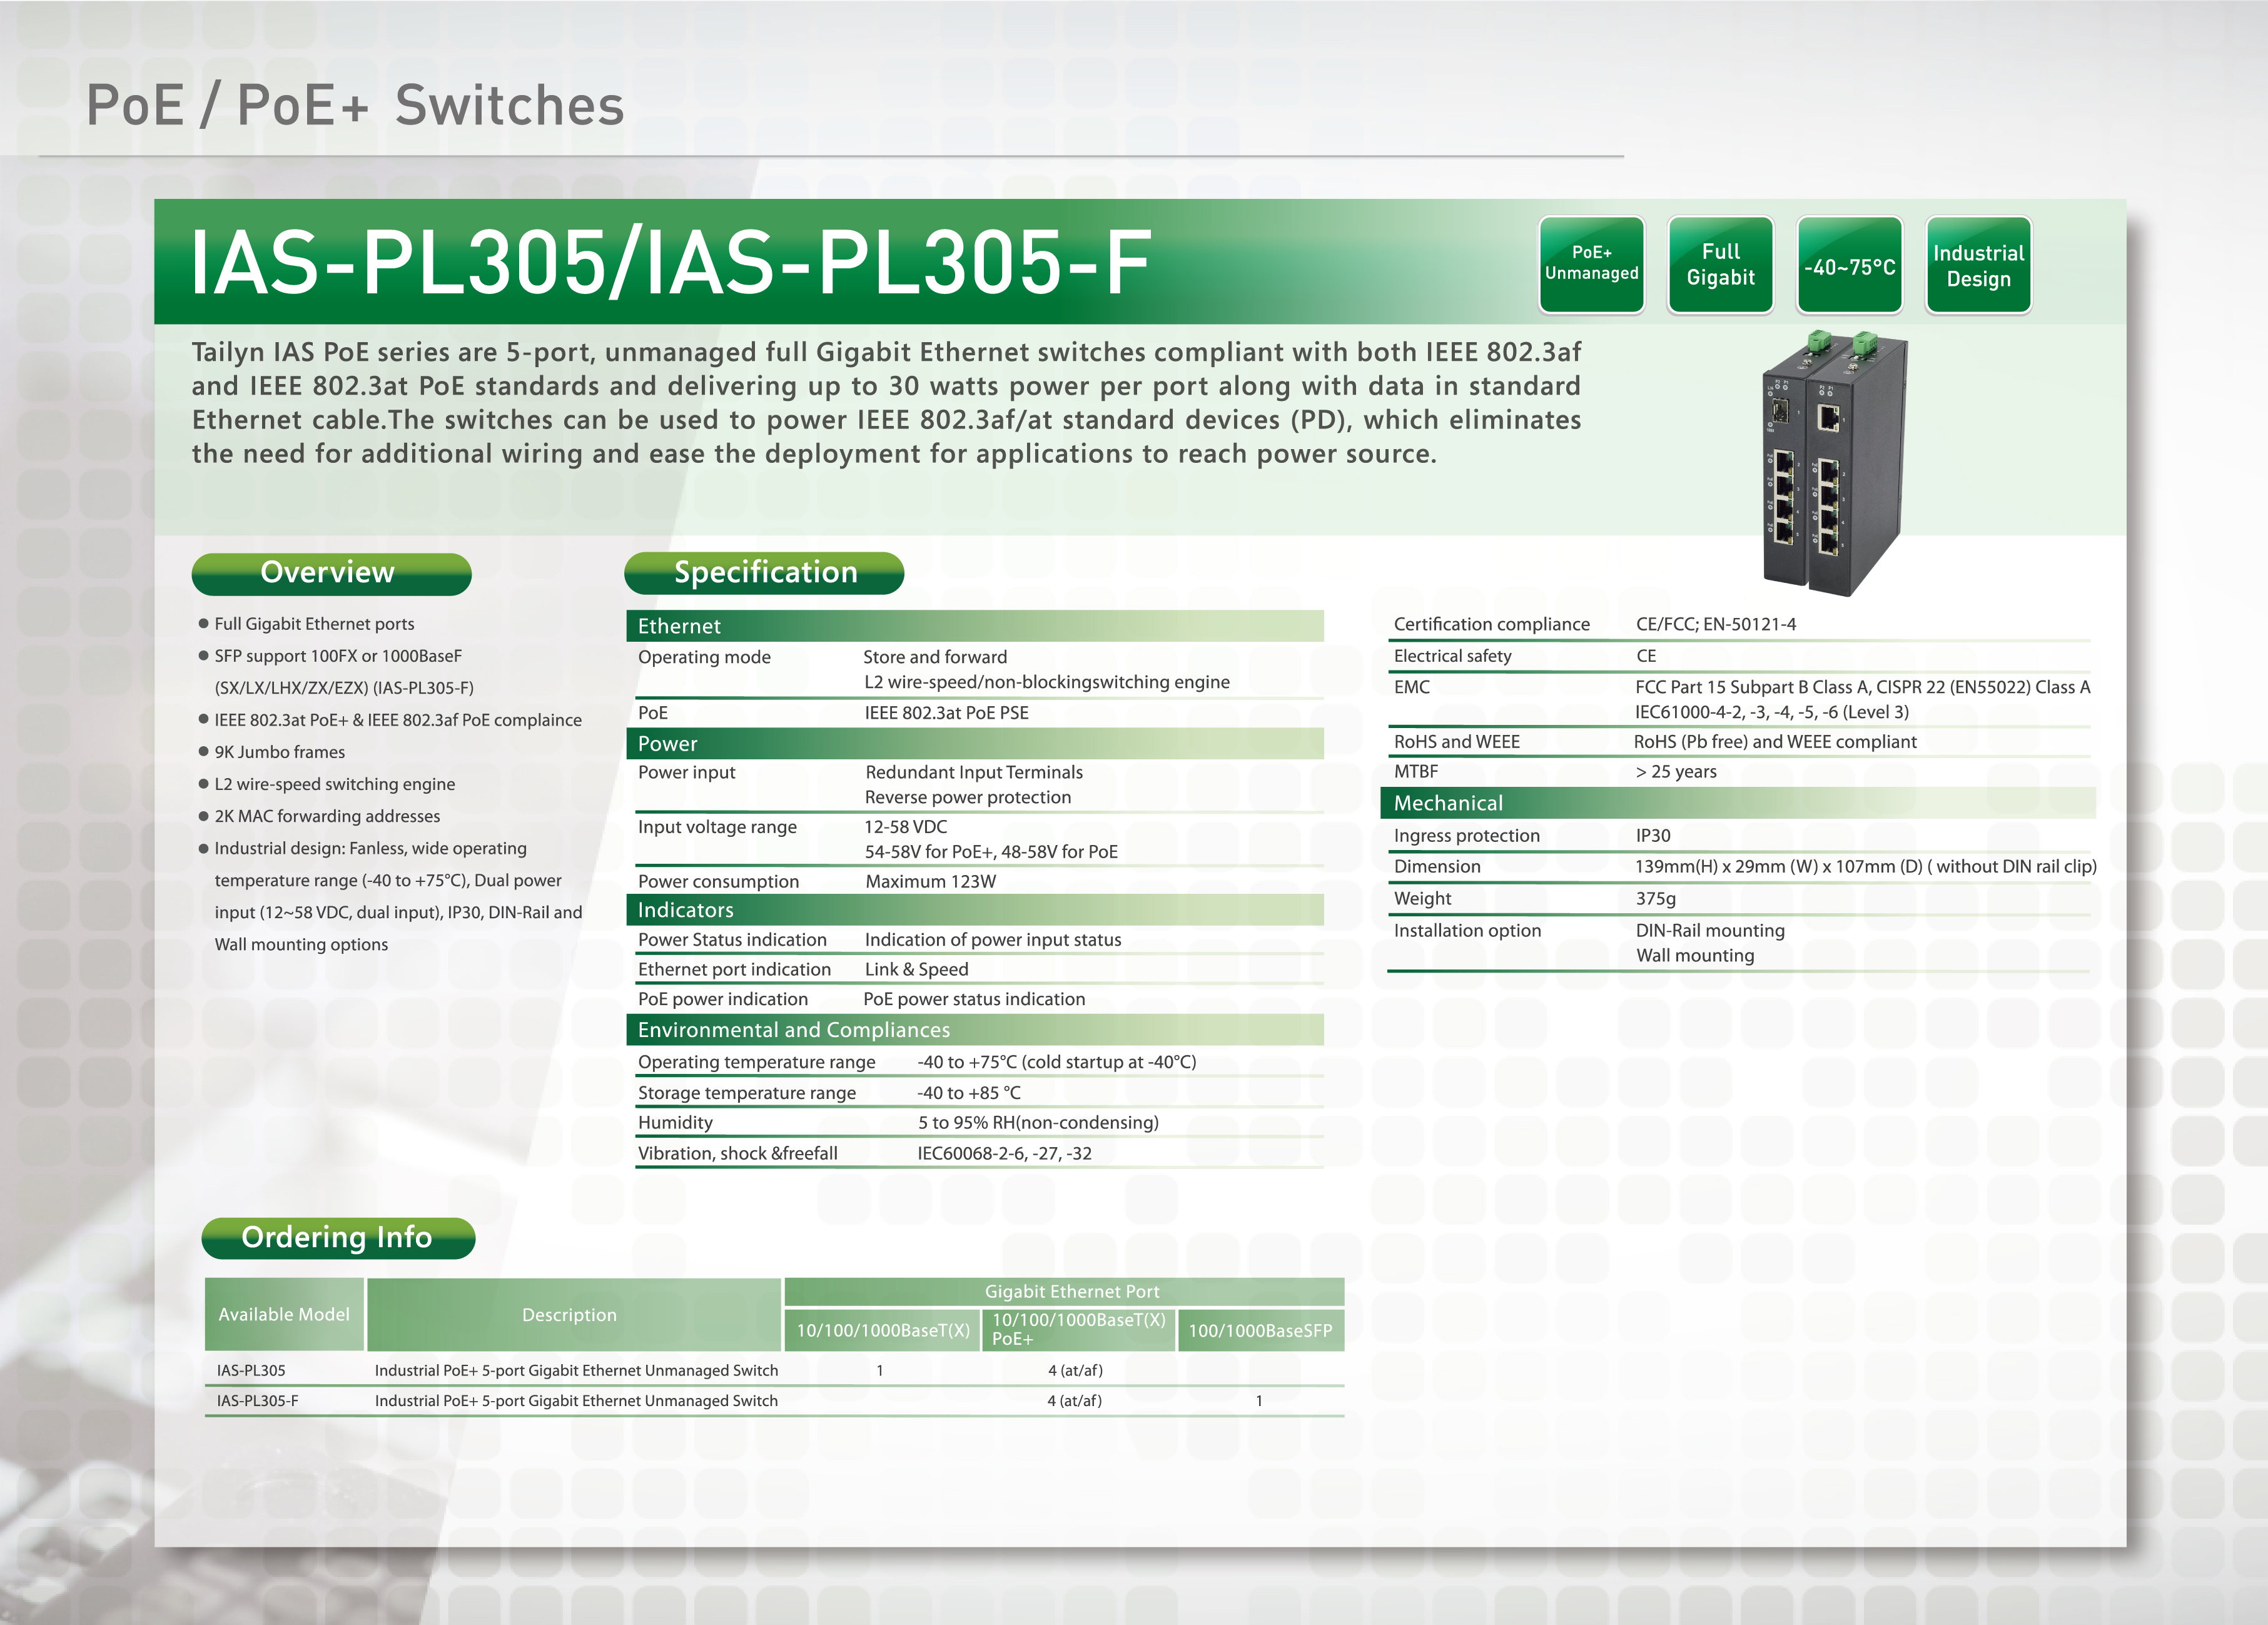 PoE / PoE+ Switches
IAS-PL305/IAS-PL305-F
PoE+
Unmanaged
Full
Gigabit
-40~75°C
Industrial
Design
Tailyn IAS PoE series are 5-port, unmanaged full Gigabit Ethernet switches compliant with both IEEE 802.3af
and IEEE 802.3at PoE standards and delivering up to 30 watts power per port along with data in standard
Ethernet cable.The switches can be used to power IEEE 802.3af/at standard devices (PD), which eliminates
the need for additional wiring and ease the deployment for applications to reach power source.
Overview
● Full Gigabit Ethernet ports
● SFP support 100FX or 1000BaseF
(SX/LX/LHX/ZX/EZX) (IAS-PL305-F)
● IEEE 802.3at PoE+ & IEEE 802.3af PoE complaince
● 9K Jumbo frames
● L2 wire-speed switching engine
● 2K MAC forwarding addresses
● Industrial design: Fanless, wide operating
temperature range (-40 to +75°C), Dual power
input (12~58 VDC, dual input), IP30, DIN-Rail and
Wall mounting options
Specification
Ethernet
Operating mode Store and forward
L2 wire-speed/non-blockingswitching engine
PoE IEEE 802.3at PoE PSE
Power
Power input Redundant Input Terminals
Reverse power protection
Input voltage range 12-58 VDC
54-58V for PoE+, 48-58V for PoE
Power consumption Maximum 123W
Indicators
Power Status indication Indication of power input status
Ethernet port indication Link & Speed
PoE power indication PoE power status indication
Environmental and Compliances
Operating temperature range -40 to +75°C (cold startup at -40°C)
Storage temperature range -40 to +85 °C
Humidity 5 to 95% RH(non-condensing)
Vibration, shock &freefall IEC60068-2-6, -27, -32
Certification compliance CE/FCC; EN-50121-4
Electrical safety CE
EMC FCC Part 15 Subpart B Class A, CISPR 22 (EN55022) Class A
IEC61000-4-2, -3, -4, -5, -6 (Level 3)
RoHS and WEEE RoHS (Pb free) and WEEE compliant
MTBF > 25 years
Mechanical
Ingress protection IP30
Dimension 139mm(H) x 29mm (W) x 107mm (D) ( without DIN rail clip)
Weight 375g
Installation option DIN-Rail mounting
Wall mounting
Ordering Info
Available Model Description Gigabit Ethernet Port
10/100/1000BaseT(X) 10/100/1000BaseT(X) PoE+ 100/1000BaseSFP
IAS-PL305 Industrial PoE+ 5-port Gigabit Ethernet Unmanaged Switch 1 4 (at/af)
IAS-PL305-F Industrial PoE+ 5-port Gigabit Ethernet Unmanaged Switch 4 (at/af) 1